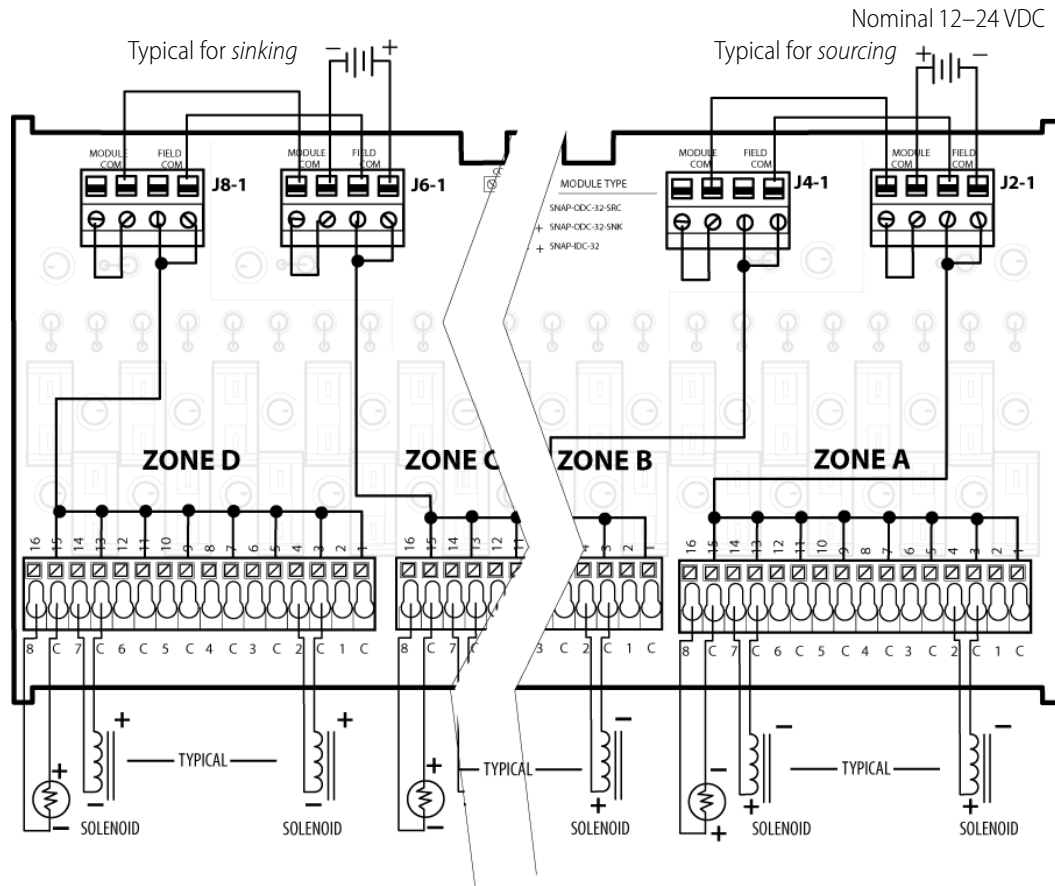 Nominal 12–24 VDC
Typical for sinking
− +
Typical for sourcing
+ −
MODULE COM FIELD COM
J8-1
MODULE COM FIELD COM
J6-1
MODULE TYPE
SNAP-ODC-32-SRC
+ SNAP-ODC-32-SNK
+ SNAP-IDC-32
J4-1
MODULE COM FIELD COM
J2-1
ZONE D
ZONE C
ZONE B
ZONE A
16 15 14 13 12 11 10 9 8 7 6 5 4 3 2 1
16 15 14 13 12 11
4 3 2 1
16 15 14 13 12 11 10 9 8 7 6 5 4 3 2 1
8 C 7 C 6 C 5 C 4 C 3 C 2 C 1 C
8 C 7 C
3 C 2 C 1 C
8 C 7 C 6 C 5 C 4 C 3 C 2 C 1 C
+ + − − − −
TYPICAL
TYPICAL
TYPICAL
+ + −
− − + + +
− − +
SOLENOID
SOLENOID
SOLENOID
SOLENOID
SOLENOID